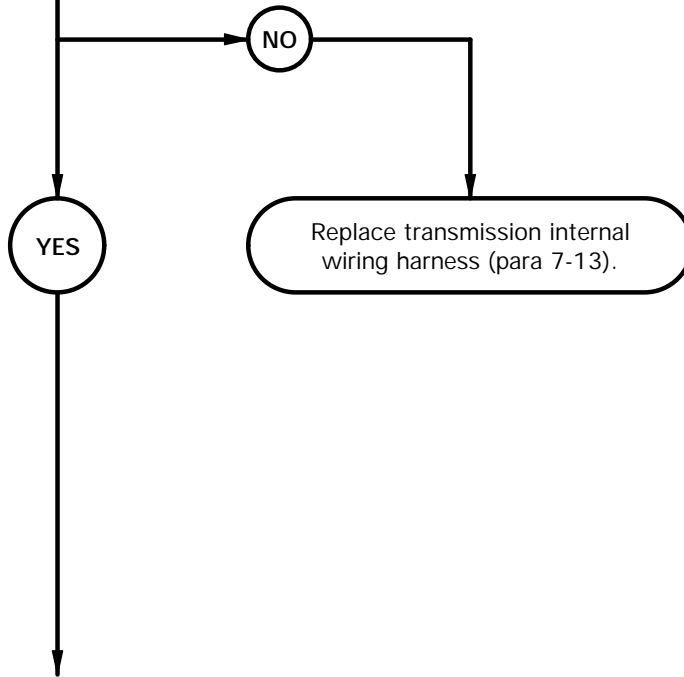 NO
YES
Replace transmission internal
wiring harness (para 7-13).